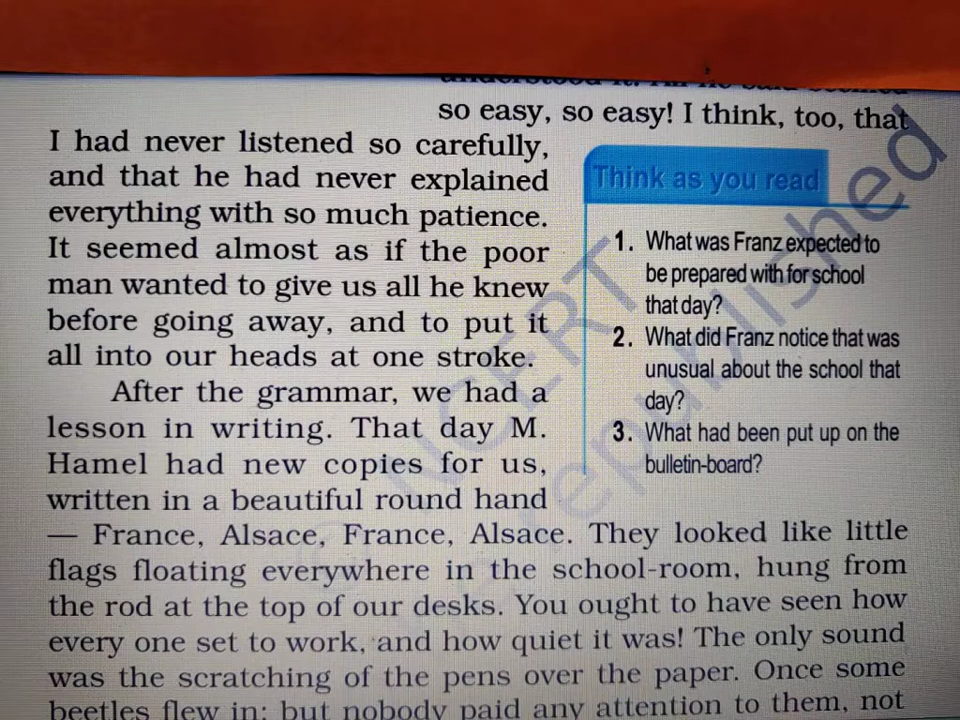 understood it. All he said seemed
so easy, so easy! I think, too, that
I had never listened so carefully,
and that he had never explained
everything with so much patience.
It seemed almost as if the poor
man wanted to give us all he knew
before going away, and to put it
all into our heads at one stroke.
After the grammar, we had a
lesson in writing. That day M.
Hamel had new copies for us,
written in a beautiful round hand
— France, Alsace, France, Alsace. They looked like little
flags floating everywhere in the school-room, hung from
the rod at the top of our desks. You ought to have seen how
every one set to work, and how quiet it was! The only sound
was the scratching of the pens over the paper. Once some
beetles flew in; but nobody paid any attention to them, not
Think as you read
1. What was Franz expected to
be prepared with for school
that day?
2. What did Franz notice that was
unusual about the school that
day?
3. What had been put up on the
bulletin-board?
© NCERT
republished